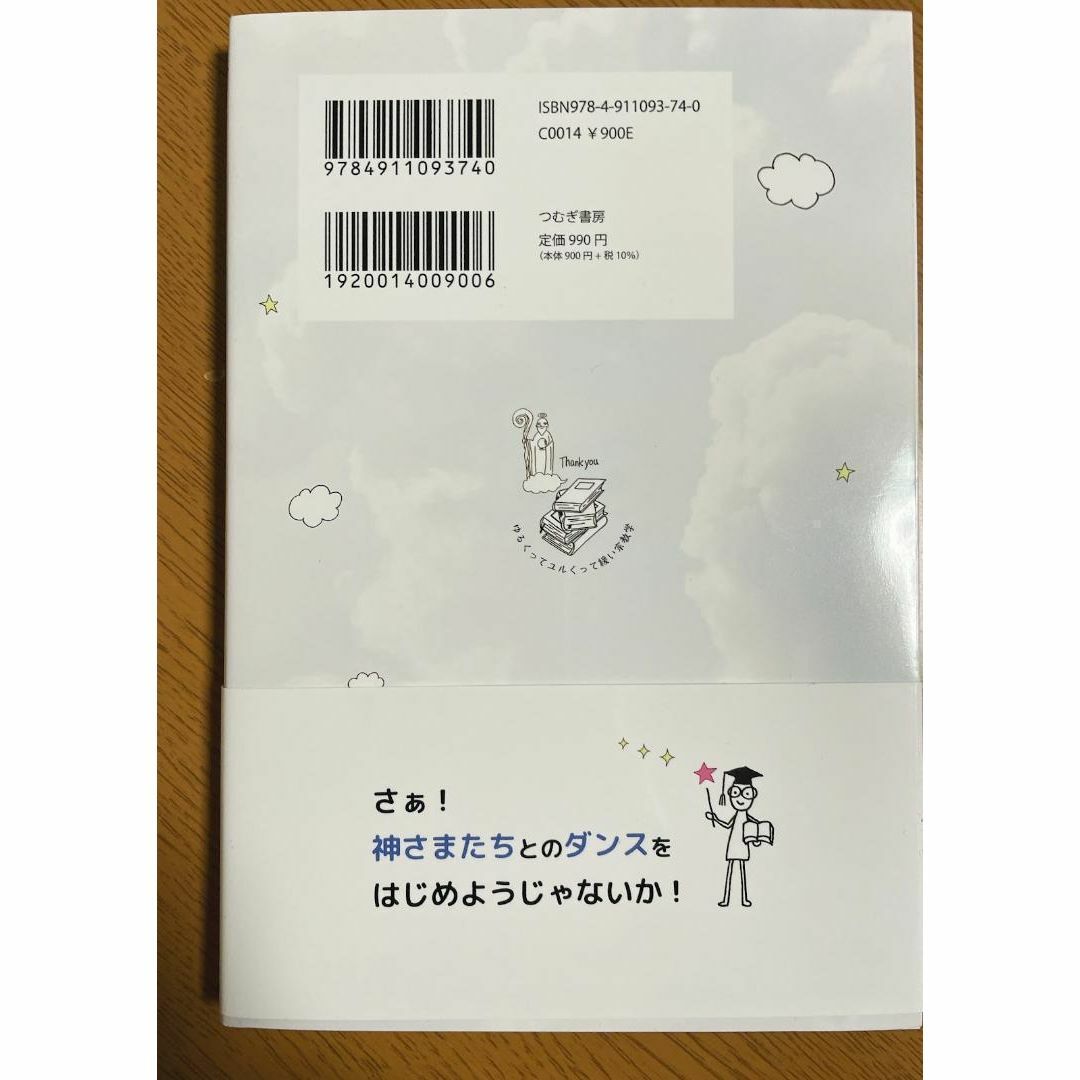 ISBN978-4-911093-74-0
C0014 ￥900E
9784911093740
つむぎ書房
定価 990 円
（本体 900 円 + 税 10%）
1920014009006
Thank you
ゆるくってユルくって緩い宗教学
さぁ！
神さまたちとのダンスを
はじめようじゃないか！